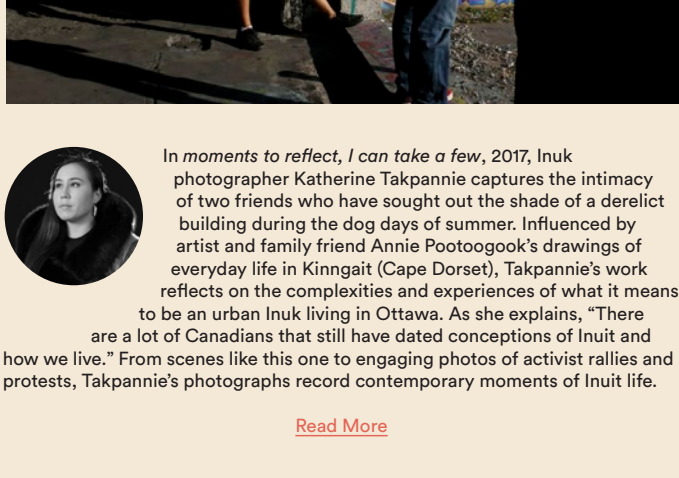 In moments to reflect, I can take a few, 2017, Inuk
photographer Katherine Takpannie captures the intimacy
of two friends who have sought out the shade of a derelict
building during the dog days of summer. Influenced by
artist and family friend Annie Pootoogook’s drawings of
everyday life in Kinngait (Cape Dorset), Takpannie’s work
reflects on the complexities and experiences of what it means
to be an urban Inuk living in Ottawa. As she explains, “There
are a lot of Canadians that still have dated conceptions of Inuit and
how we live.” From scenes like this one to engaging photos of activist rallies and
protests, Takpannie’s photographs record contemporary moments of Inuit life.
Read More